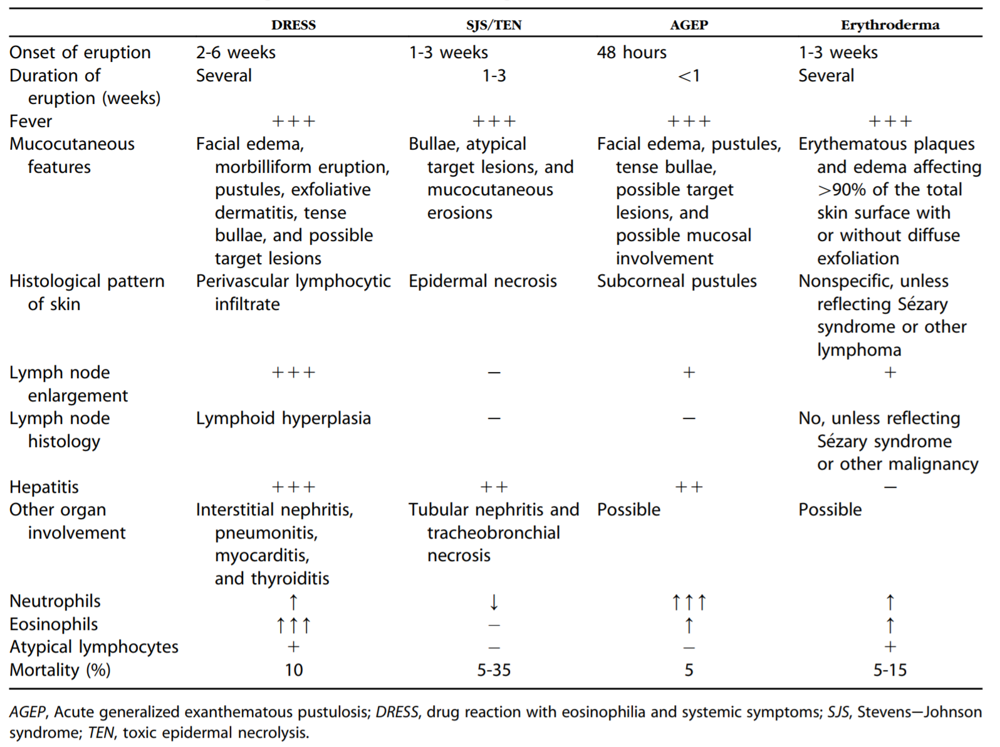 DRESS SJS/TEN AGEP Erythroderma
Onset of eruption 2-6 weeks 1-3 weeks 48 hours 1-3 weeks
Duration of Several 1-3 <1 Several
eruption (weeks)
Fever +++ +++ +++ +++
Mucocutaneous Facial edema, Bullae, atypical Facial edema, pustules, Erythematous plaques
features morbilliform eruption, target lesions, and tense bullae, and edema affecting
pustules, exfoliative mucocutaneous possible target >90% of the total
dermatitis, tense erosions lesions, and skin surface with
bullae, and possible possible mucosal or without diffuse
target lesions involvement exfoliation
Histological pattern Perivascular lymphocytic Epidermal necrosis Subcorneal pustules Nonspecific, unless
of skin infiltrate reflecting Sézary
syndrome or other
lymphoma
Lymph node +++ − + +
enlargement
Lymph node Lymphoid hyperplasia − − No, unless reflecting
histology Sézary syndrome
or other malignancy
Hepatitis +++ ++ ++ −
Other organ Interstitial nephritis, Tubular nephritis and Possible Possible
involvement pneumonitis, tracheobronchial
myocarditis, necrosis
and thyroiditis
Neutrophils ↑ ↓ ↑↑↑ ↑
Eosinophils ↑↑↑ − ↑ ↑
Atypical lymphocytes + − − +
Mortality (%) 10 5-35 5 5-15
AGEP, Acute generalized exanthematous pustulosis; DRESS, drug reaction with eosinophilia and systemic symptoms; SJS, Stevens−Johnson
syndrome; TEN, toxic epidermal necrolysis.